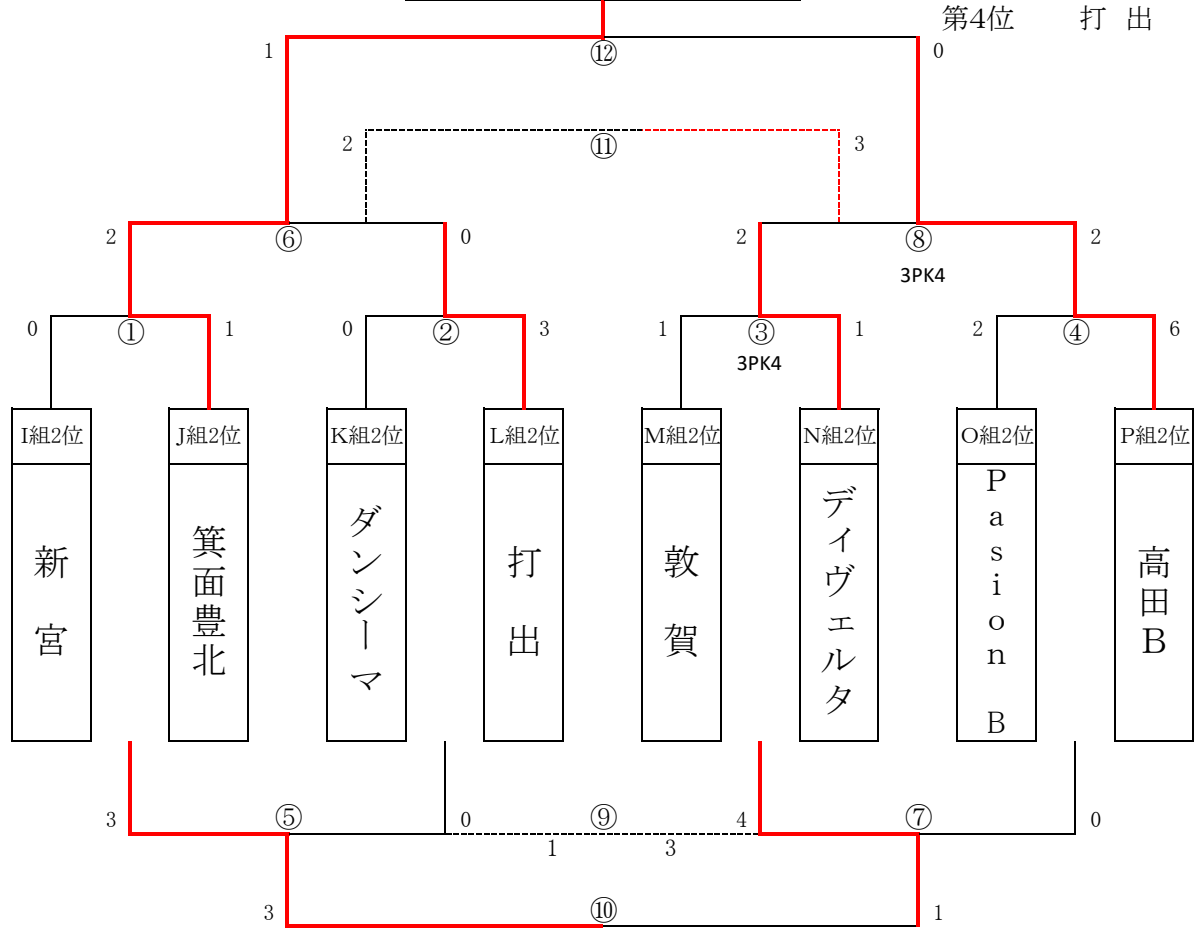 第4位 打出
1 ⑫ 0
2 ⑪ 3
2 ⑥ 0 2 ⑧ 2
3PK4
0 ① 1 0 ② 3 1 ③ 1 2 ④ 6
3PK4
I組2位 J組2位 K組2位 L組2位 M組2位 N組2位 O組2位 P組2位
新宮
箕面豊北
ダンシーマ
打出
敦賀
ディヴェルタ
Pasion B
高田B
3 ⑤ 0 ⑨ 4 ⑦ 0
1 3
3 ⑩ 1